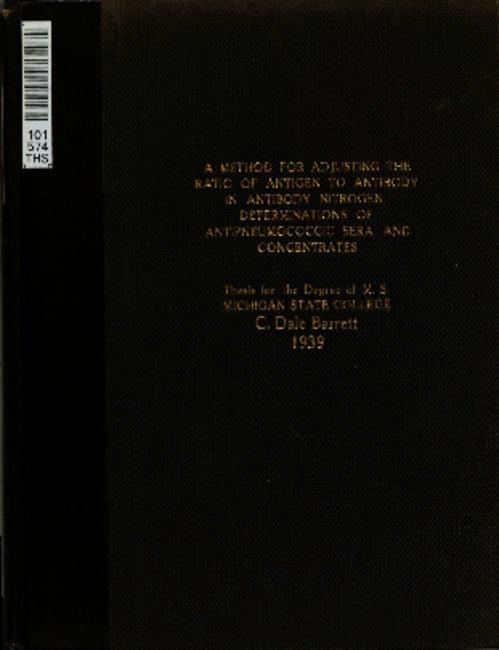 101
574
THS
A METHOD FOR ADJUSTING THE
RATIO OF ANTIGEN TO ANTIBODY
IN ANTIBODY NITROGEN
DETERMINATIONS OF
ANTIPNEUMOCOCCIC SERA AND
CONCENTRATES
Thesis for the Degree of M. S.
MICHIGAN STATE COLLEGE
C. Dale Barrett
1939